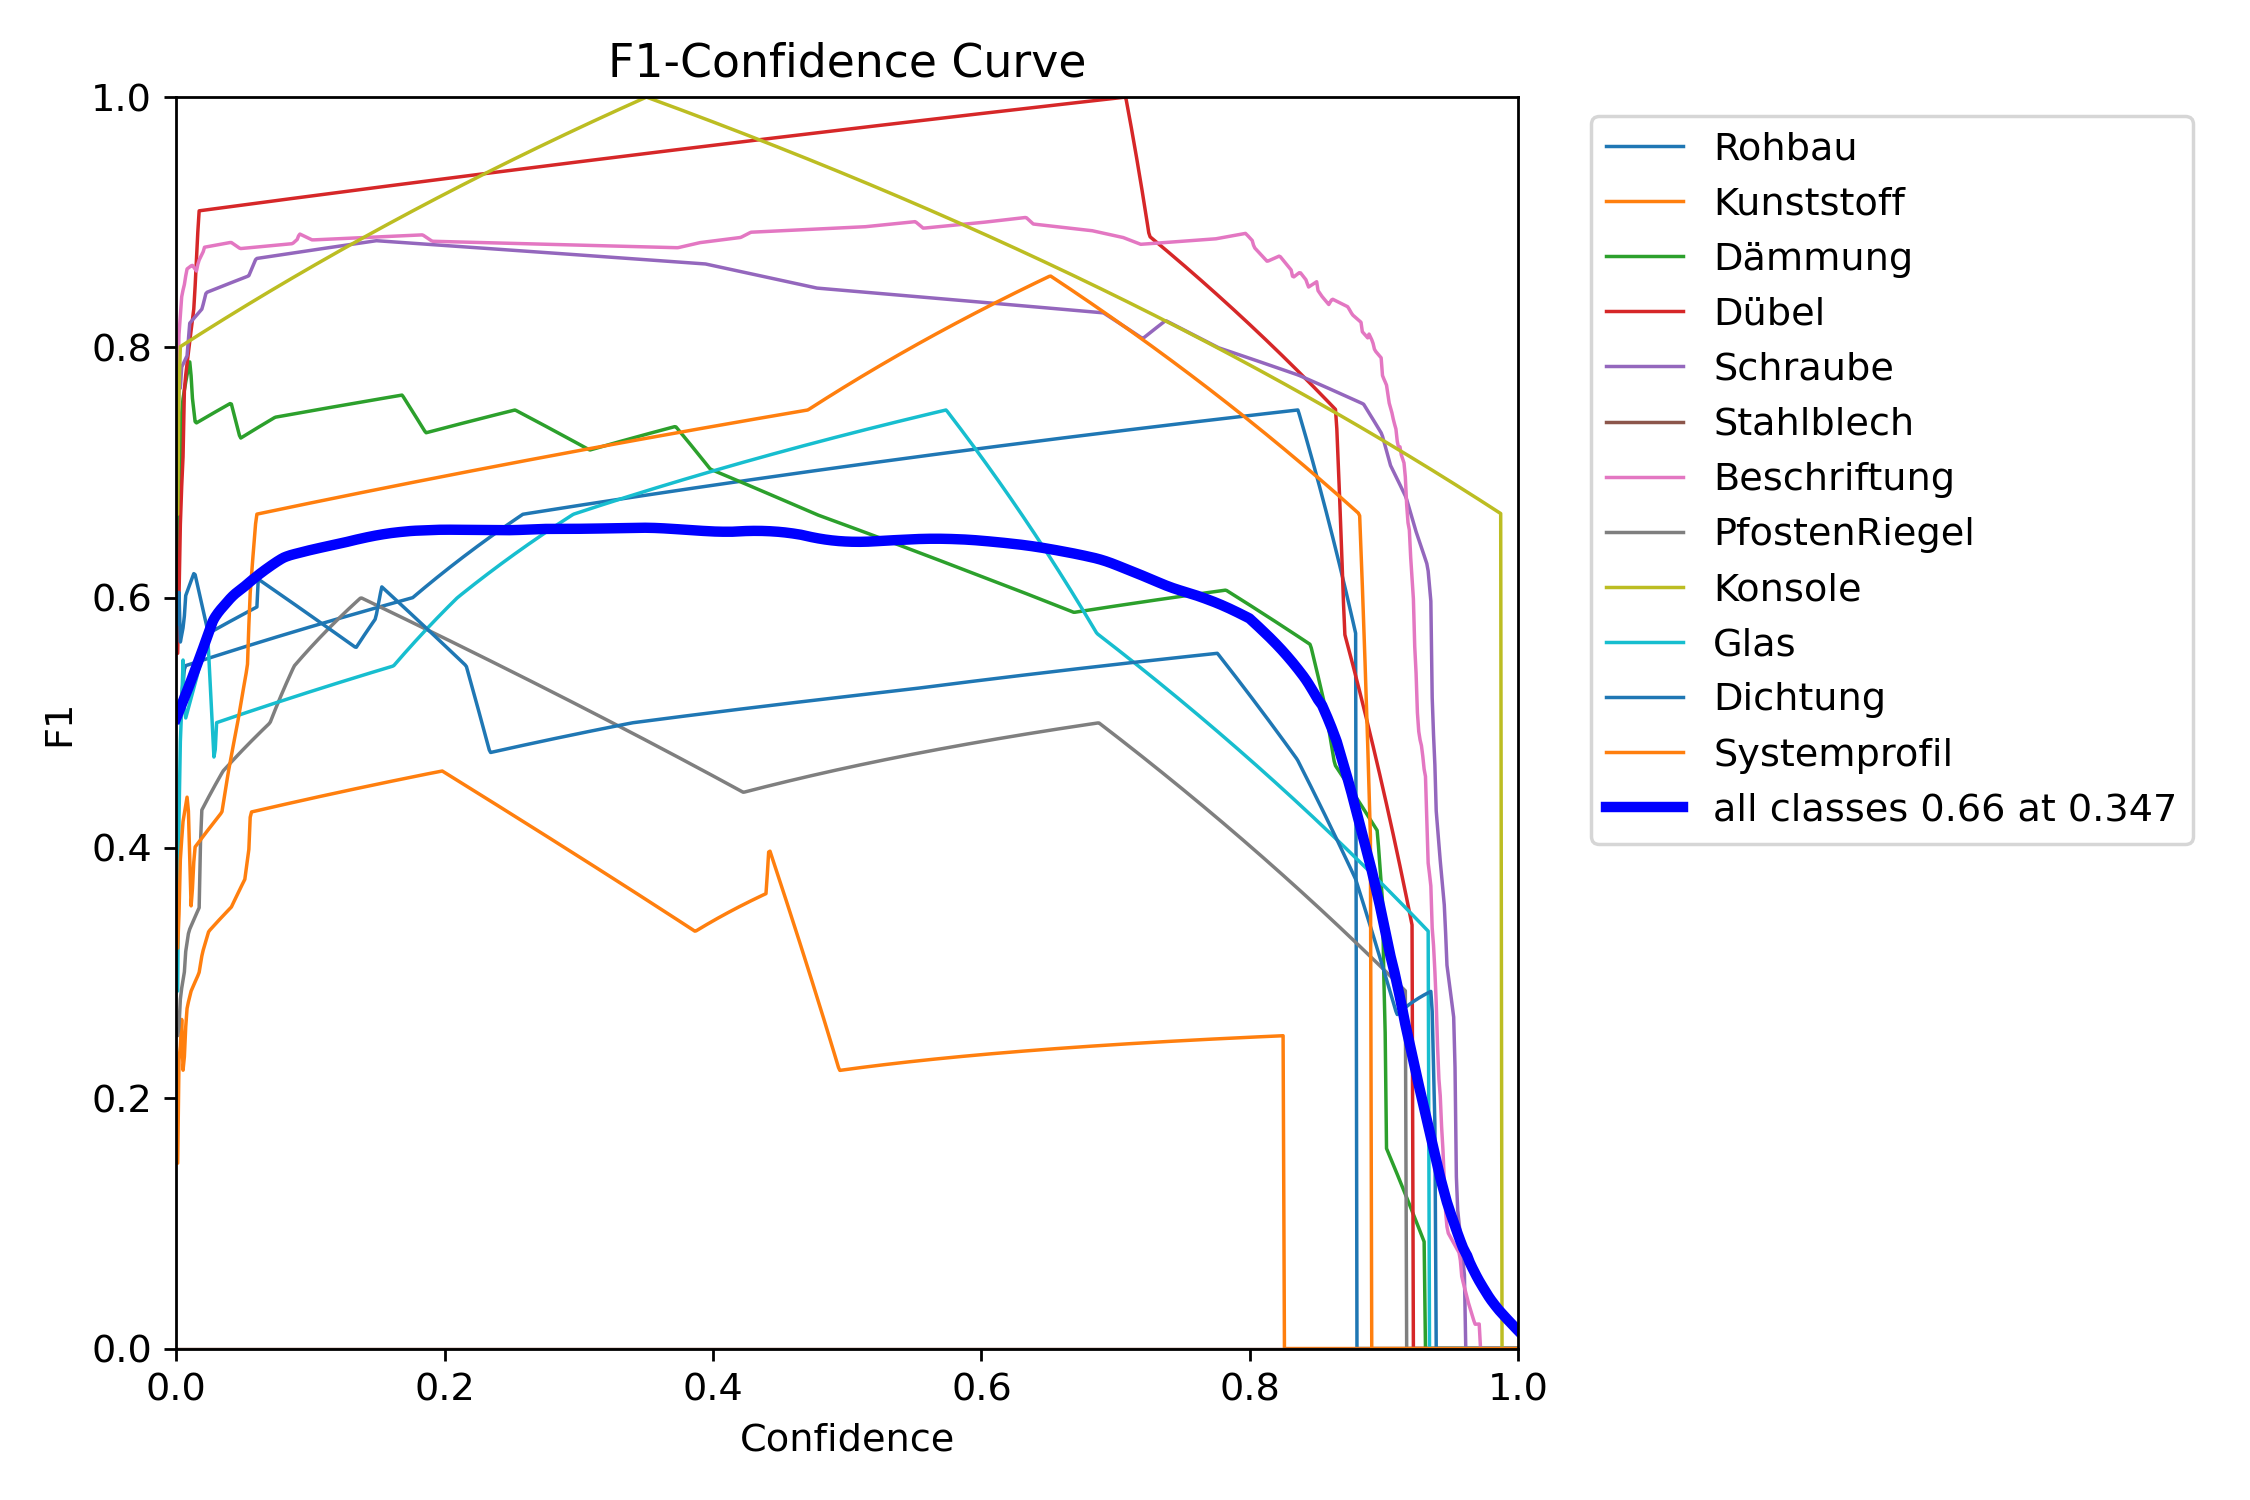 F1-Confidence Curve
1.0
0.8
0.6
0.4
0.2
0.0
F1
0.0 0.2 0.4 0.6 0.8 1.0
Confidence
Rohbau
Kunststoff
Dämmung
Dübel
Schraube
Stahlblech
Beschriftung
PfostenRiegel
Konsole
Glas
Dichtung
Systemprofil
all classes 0.66 at 0.347